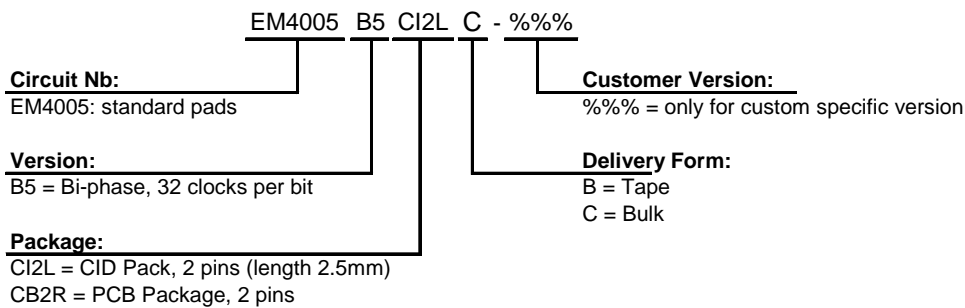 EM4005 B5 CI2L C - %%%
Circuit Nb:
EM4005: standard pads
Customer Version:
%%% = only for custom specific version
Version:
B5 = Bi-phase, 32 clocks per bit
Delivery Form:
B = Tape
C = Bulk
Package:
CI2L = CID Pack, 2 pins (length 2.5mm)
CB2R = PCB Package, 2 pins